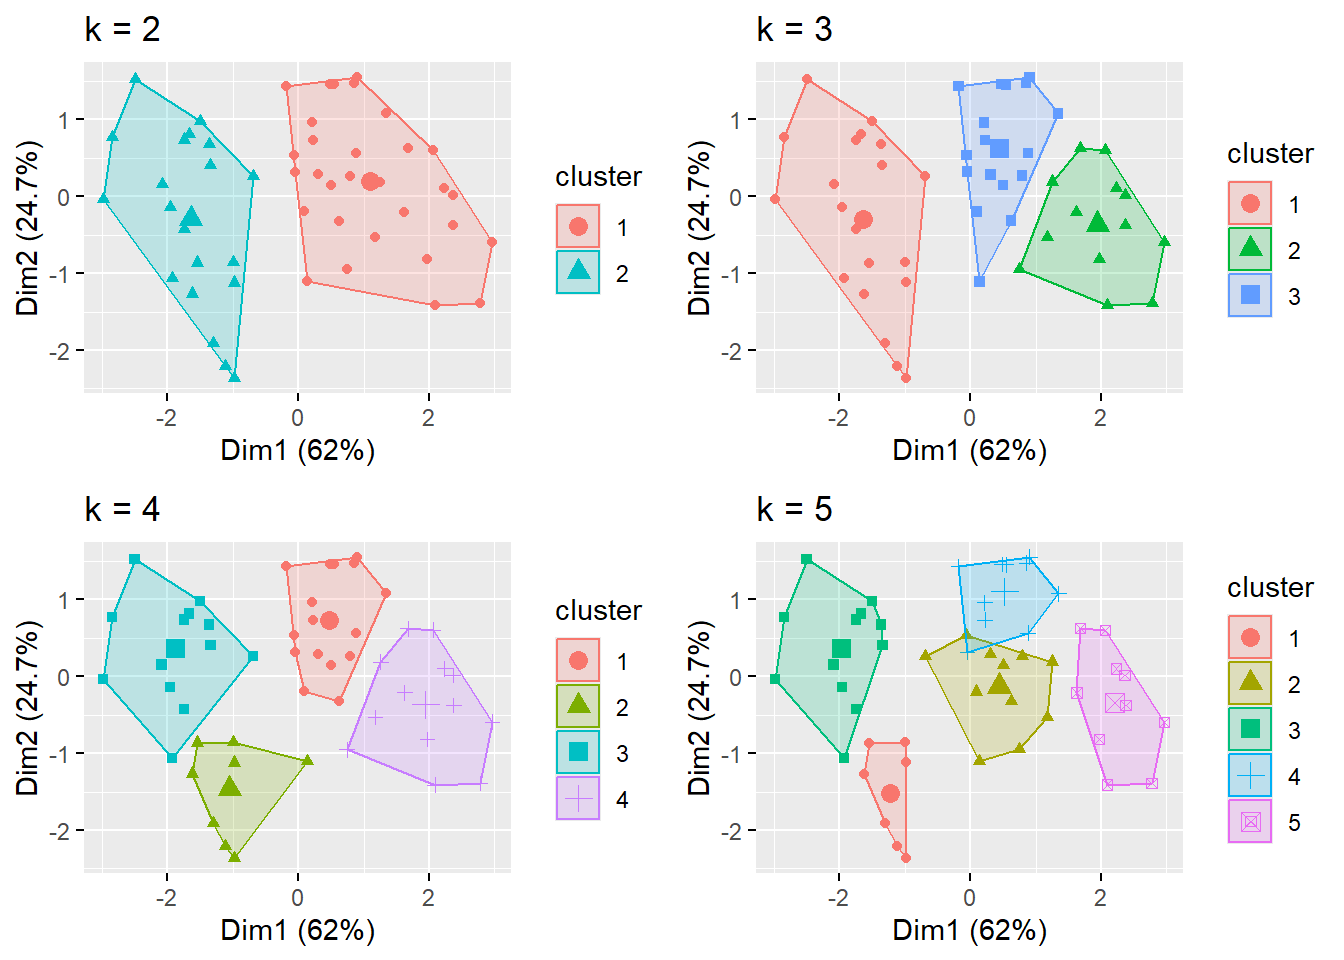 k = 2
1
0
-1
-2
Dim2 (24.7%)
-2
0
2
Dim1 (62%)
cluster
1
2
k = 3
1
0
-1
-2
Dim2 (24.7%)
-2
0
2
Dim1 (62%)
cluster
1
2
3
k = 4
1
0
-1
-2
Dim2 (24.7%)
-2
0
2
Dim1 (62%)
cluster
1
2
3
4
k = 5
1
0
-1
-2
Dim2 (24.7%)
-2
0
2
Dim1 (62%)
cluster
1
2
3
4
5